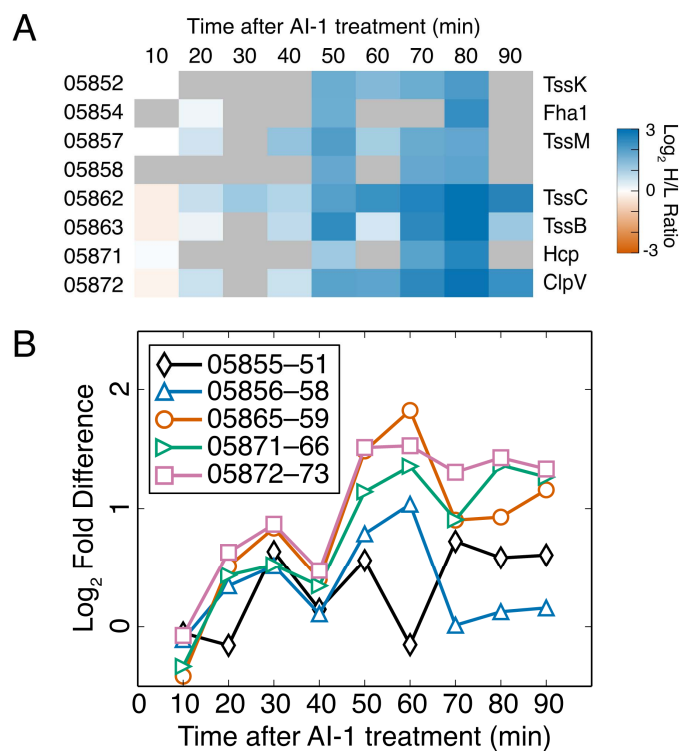 A
Time after AI-1 treatment (min)
10 20 30 40 50 60 70 80 90
05852 TssK
05854 Fha1
05857 TssM
05858
05862 TssC
05863 TssB
05871 Hcp
05872 ClpV
3
0
-3
Log2 H/L Ratio
B
05855–51
05856–58
05865–59
05871–66
05872–73
2
1
0
Log2 Fold Difference
0 10 20 30 40 50 60 70 80 90
Time after AI-1 treatment (min)